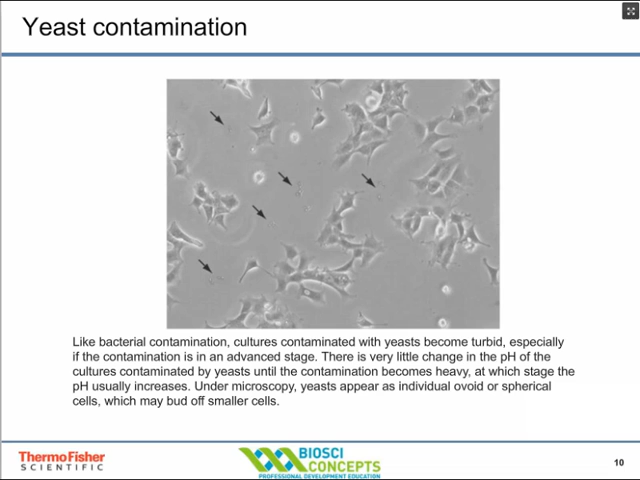 Yeast contamination
Like bacterial contamination, cultures contaminated with yeasts become turbid, especially
if the contamination is in an advanced stage. There is very little change in the pH of the
cultures contaminated by yeasts until the contamination becomes heavy, at which stage the
pH usually increases. Under microscopy, yeasts appear as individual ovoid or spherical
cells, which may bud off smaller cells.
ThermoFisher
SCIENTIFIC
BIOSCI
CONCEPTS
PROFESSIONAL DEVELOPMENT EDUCATION
10